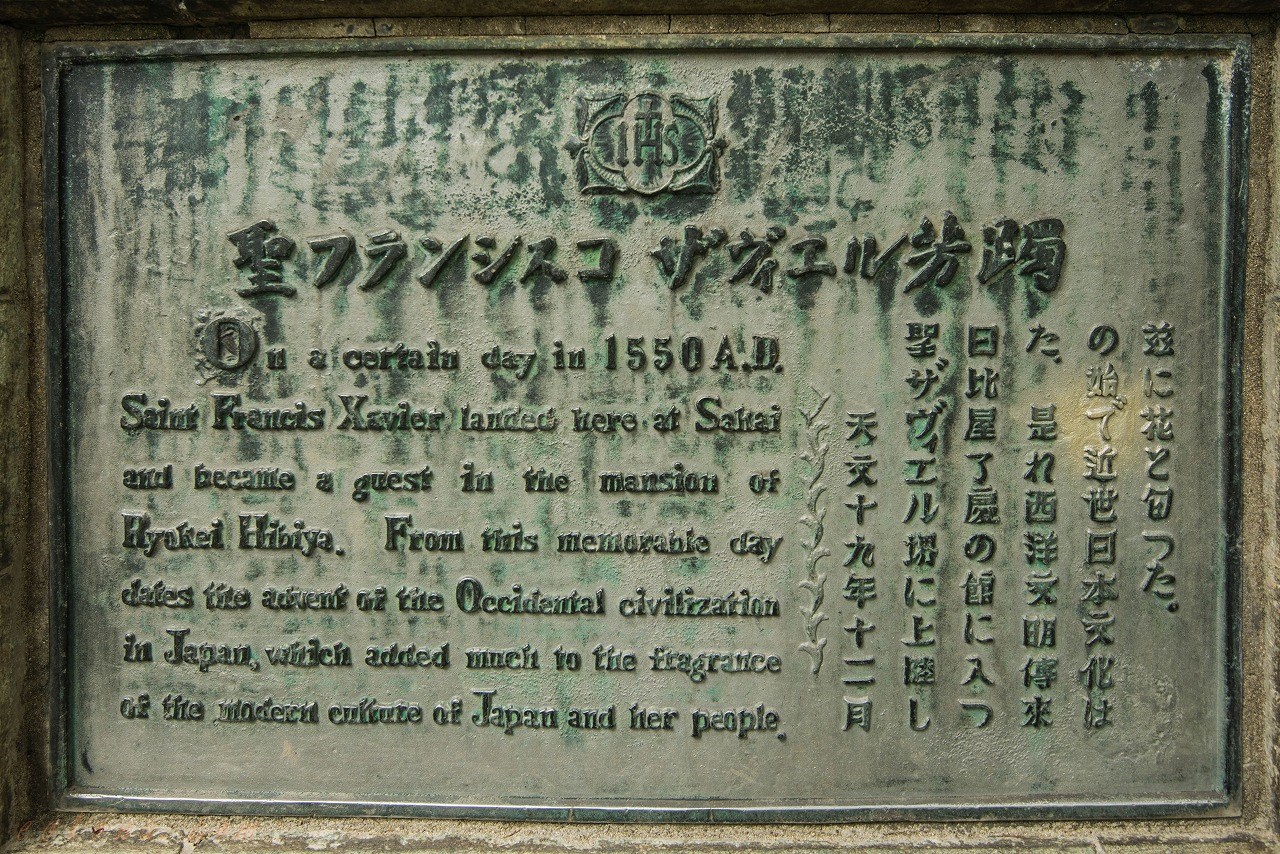 IHS
聖フランシスコ ザヴィエル芳躅
On a certain day in 1550 A.D.
Saint Francis Xavier landed here at Sakai
and became a guest in the mansion of
Ryokei Hibiya. From this memorable day
dates the advent of the Occidental civilization
in Japan, which added much to the fragrance
of the modern culture of Japan and her people.
天文十九年十二月
聖ザヴィエル堺に上陸し
日比屋了慶の館に入つ
た、是れ西洋文明傳來
の始で近世日本文化は
玆に花と匂つた。